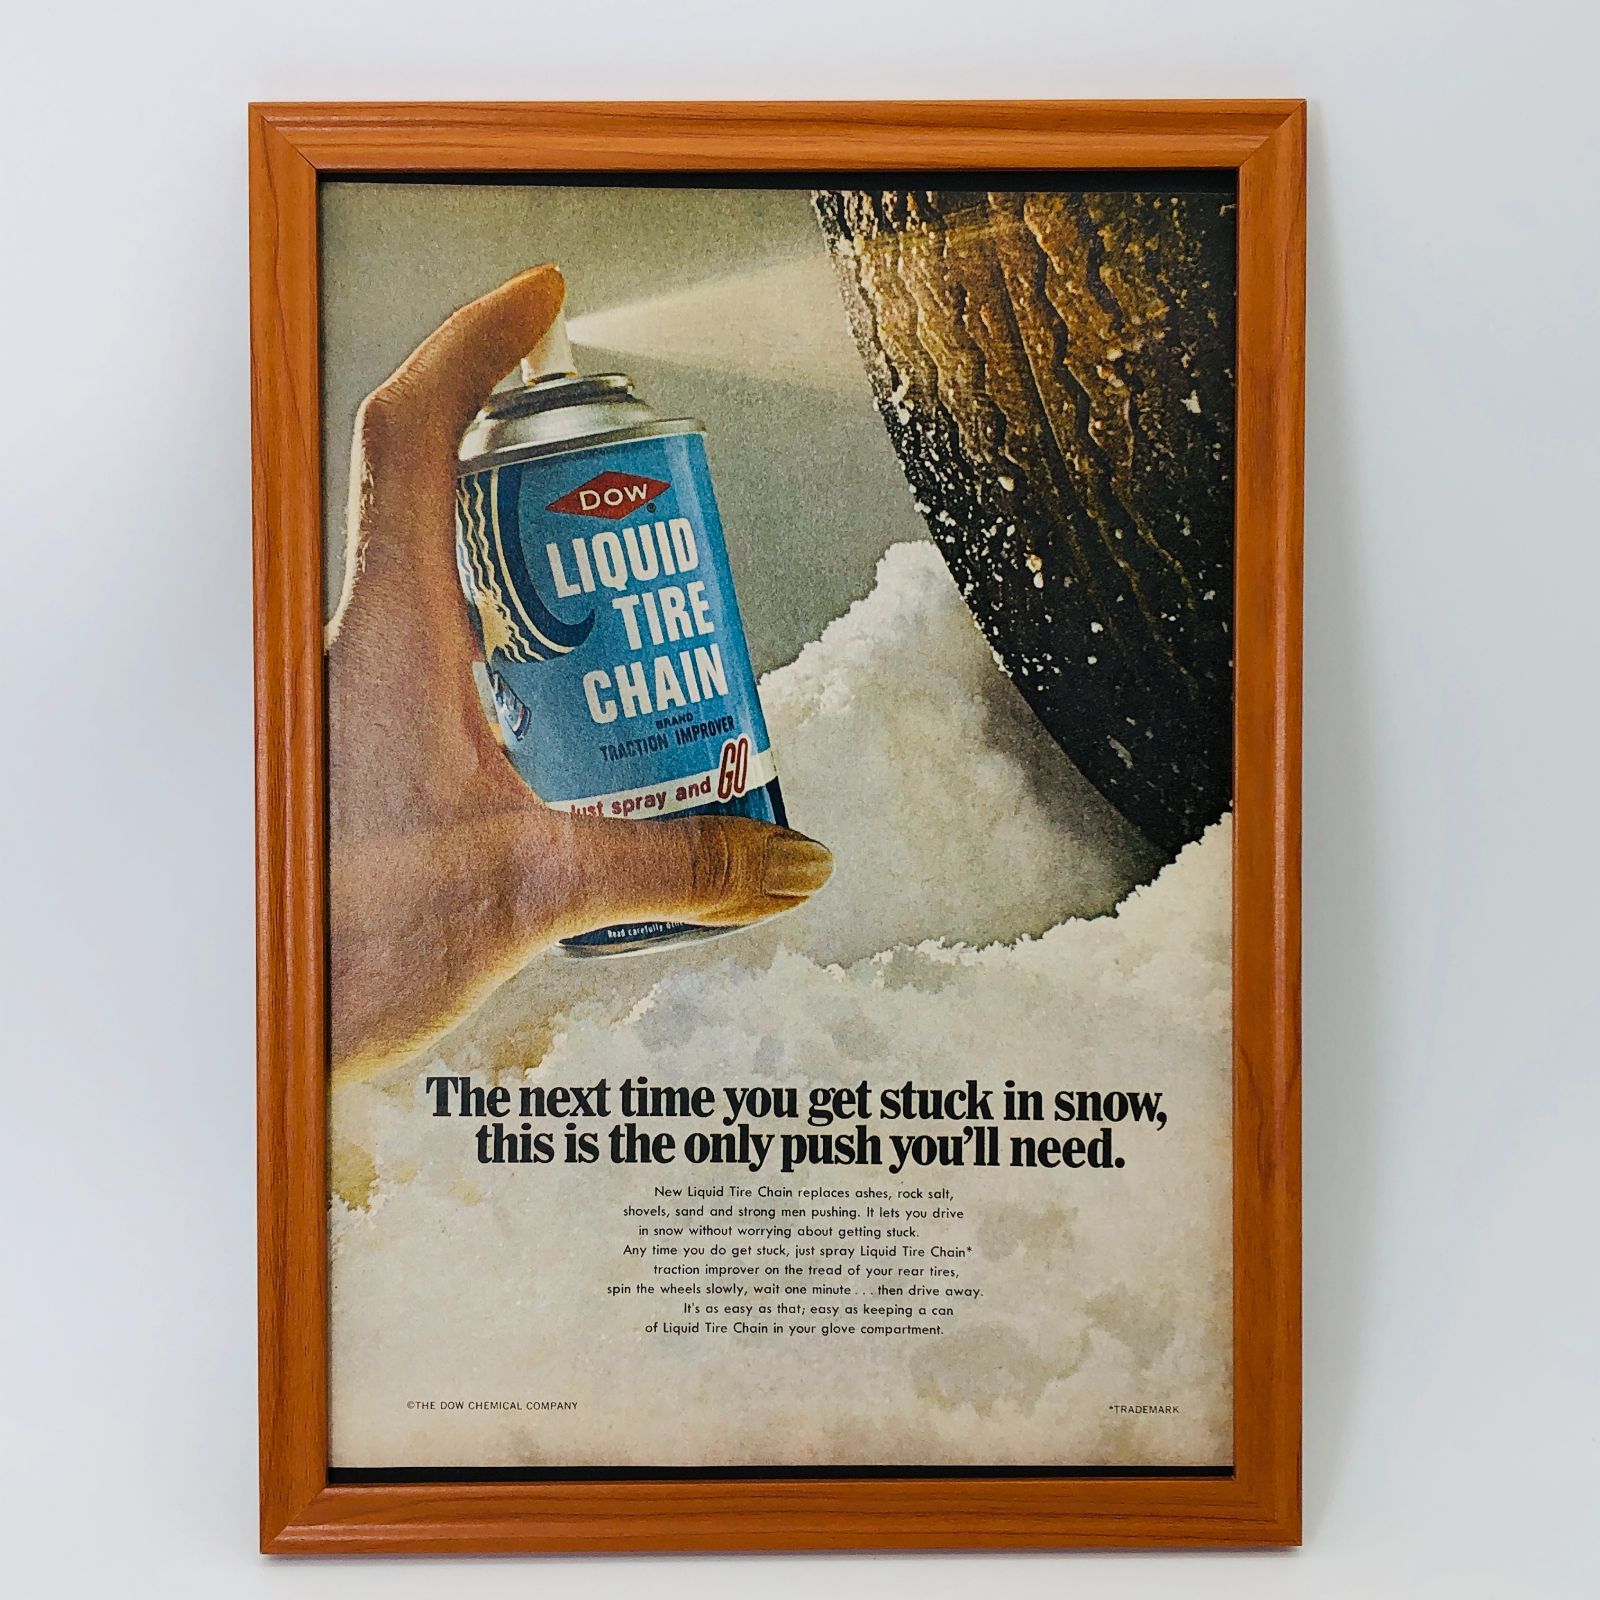 DOW
LIQUID
TIRE
CHAIN
BRAND
TRACTION IMPROVER
Just spray and GO
Read carefully
The next time you get stuck in snow,
this is the only push you'll need.
New Liquid Tire Chain replaces ashes, rock salt,
shovels, sand and strong men pushing. It lets you drive
in snow without worrying about getting stuck.
Any time you do get stuck, just spray Liquid Tire Chain*
traction improver on the tread of your rear tires,
spin the wheels slowly, wait one minute . . . then drive away.
It's as easy as that; easy as keeping a can
of Liquid Tire Chain in your glove compartment.
©THE DOW CHEMICAL COMPANY
*TRADEMARK